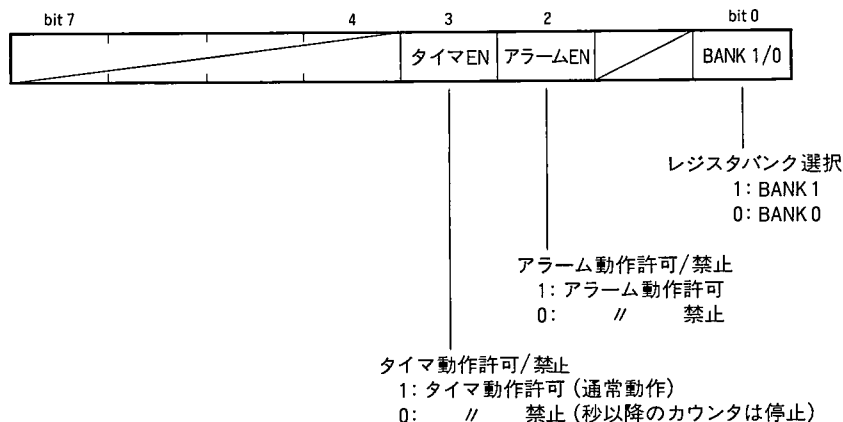 bit 7 4 3 2 bit 0
タイマEN アラームEN BANK 1/0
レジスタバンク選択
1: BANK 1
0: BANK 0
アラーム動作許可/禁止
1: アラーム動作許可
0: 〃 禁止
タイマ動作許可/禁止
1: タイマ動作許可 (通常動作)
0: 〃 禁止 (秒以降のカウンタは停止)